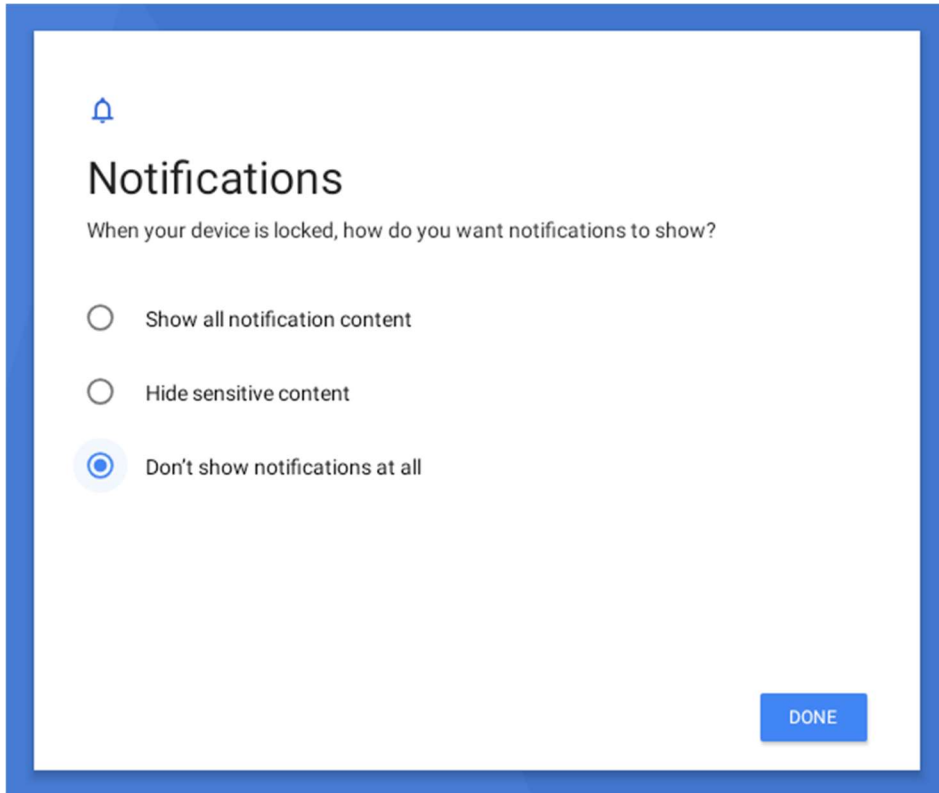 Notifications
When your device is locked, how do you want notifications to show?
Show all notification content
Hide sensitive content
Don’t show notifications at all
DONE